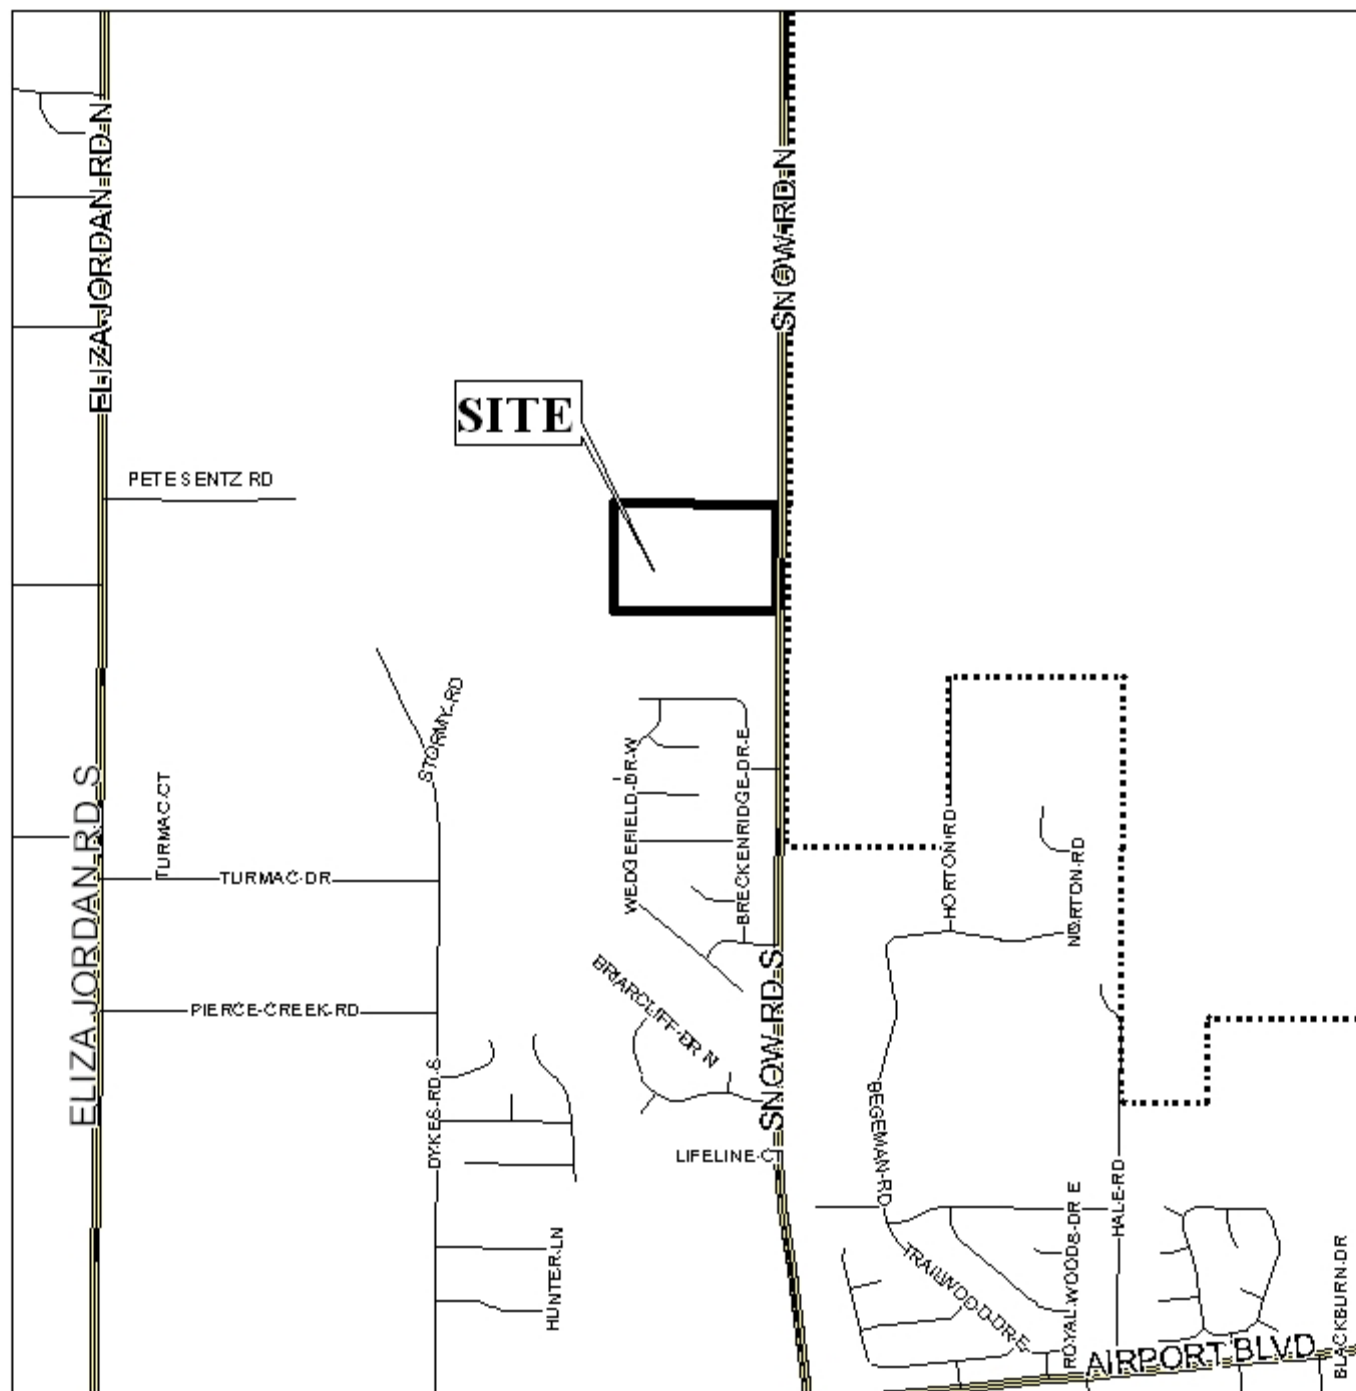 ELIZA JORDAN RD N
SNOW RD N
SITE
PETE SENTZ RD
STORMY RD
ELIZA JORDAN RD S
TURMAC CT
TURMAC DR
WEDGEFIELD DR W
BRECKENRIDGE DR E
HORTON RD
NORTON RD
PIERCE CREEK RD
BRIARCLIFF DR N
SNOW RD S
DYKES RD S
BEGEMAN RD
LIFELINE CT
HALE RD
HUNTER LN
TRAILWOOD DR E
ROYAL WOODS DR E
BLACKBURN DR
AIRPORT BLVD